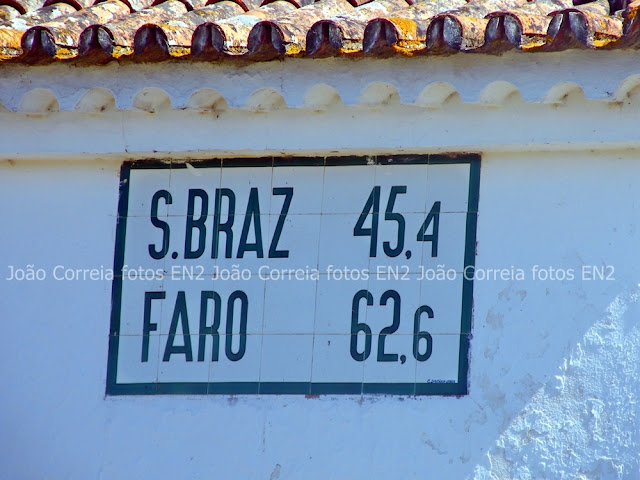 S.BRAZ 45,4
João Correia fotos EN2 João Correia fotos EN2 João Correia fotos EN2
FARO 62,6